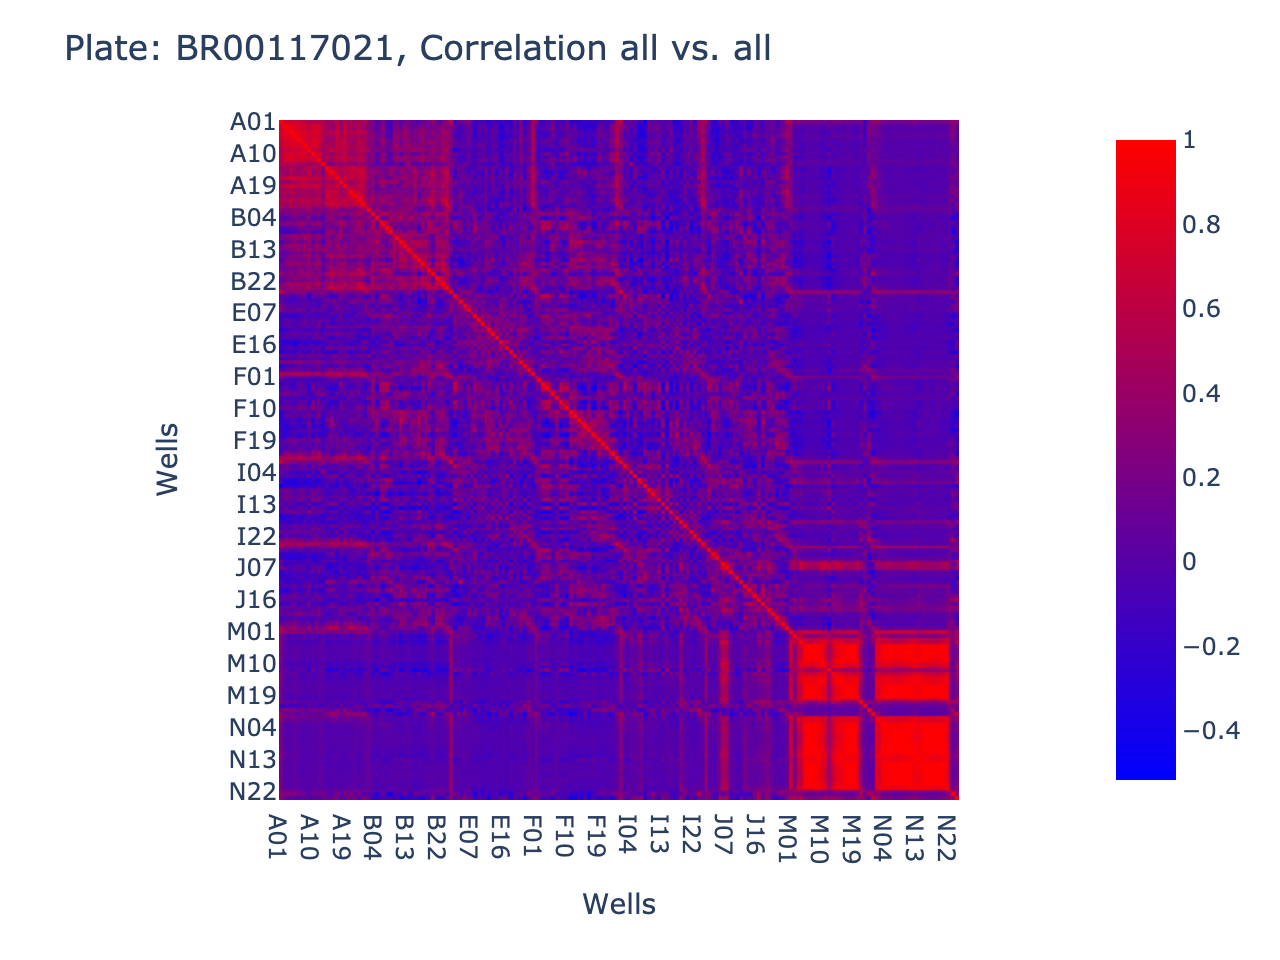 Plate: BR00117021, Correlation all vs. all
A01
A10
A19
B04
B13
B22
E07
E16
F01
F10
F19
I04
I13
I22
J07
J16
M01
M10
M19
N04
N13
N22
Wells
A01
A10
A19
B04
B13
B22
E07
E16
F01
F10
F19
I04
I13
I22
J07
J16
M01
M10
M19
N04
N13
N22
Wells
1
0.8
0.6
0.4
0.2
0
−0.2
−0.4